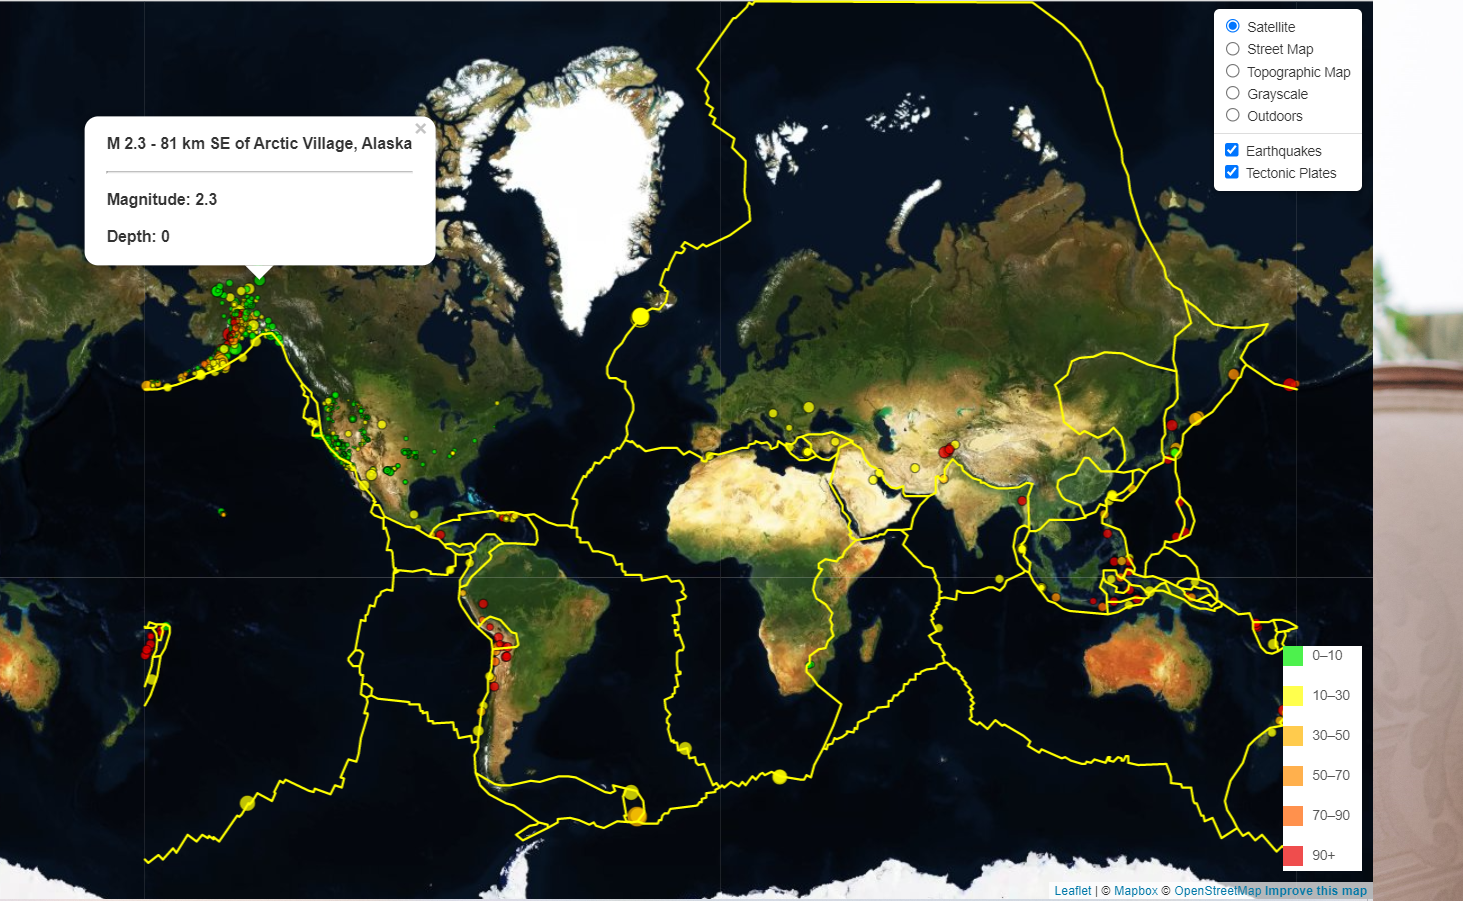 M 2.3 - 81 km SE of Arctic Village, Alaska
×
Magnitude: 2.3
Depth: 0
Satellite
Street Map
Topographic Map
Grayscale
Outdoors
Earthquakes
Tectonic Plates
0–10
10–30
30–50
50–70
70–90
90+
Leaflet | © Mapbox © OpenStreetMap Improve this map